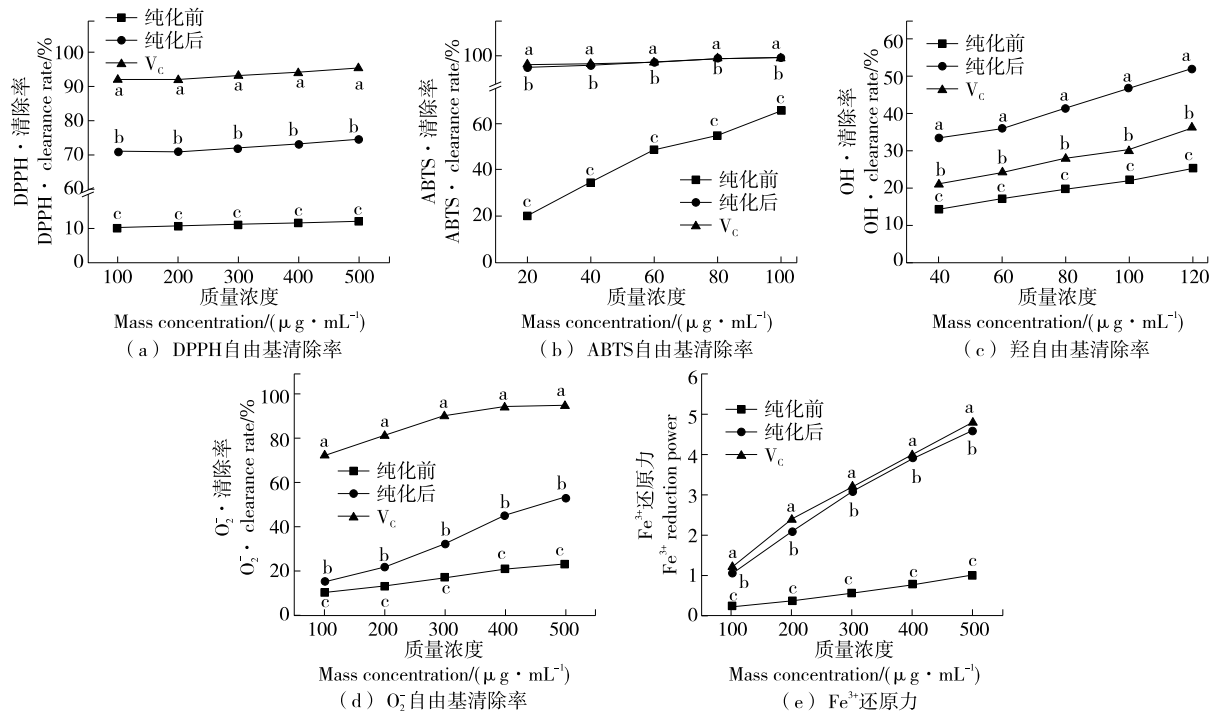 纯化前
纯化后
V_C
DPPH·清除率
DPPH· clearance rate/%
100
90
80
70
60
10
0
a a a a a
b b b b b
c c c c c
100 200 300 400 500
质量浓度
Mass concentration/(μg·mL⁻¹)
(a) DPPH自由基清除率
ABTS·清除率
ABTS· clearance rate/%
100
60
40
20
0
a a a a a
b b b b b
c c c c c
纯化前
纯化后
V_C
20 40 60 80 100
质量浓度
Mass concentration/(μg·mL⁻¹)
(b) ABTS自由基清除率
纯化前
纯化后
V_C
OH·清除率
OH· clearance rate/%
60
50
40
30
20
10
0
a a a a a
b b b b b
c c c c c
40 60 80 100 120
质量浓度
Mass concentration/(μg·mL⁻¹)
(c) 羟自由基清除率
O₂⁻·清除率
O₂⁻· clearance rate/%
100
80
60
40
20
0
a a a a a
纯化前
纯化后
V_C
b b b b b
c c c c c
100 200 300 400 500
质量浓度
Mass concentration/(μg·mL⁻¹)
(d) O₂⁻自由基清除率
Fe³⁺还原力
Fe³⁺ reduction power
6
5
4
3
2
1
0
纯化前
纯化后
V_C
a a a a a
b b b b b
c c c c c
100 200 300 400 500
质量浓度
Mass concentration/(μg·mL⁻¹)
(e) Fe³⁺还原力